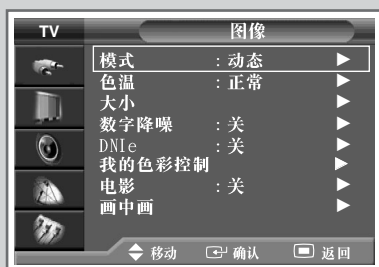 TV 图像
模式 : 动态
色温 : 正常
大小
数字降噪 : 关
DNIe : 关
我的色彩控制
电影 : 关
画中画
移动 确认 返回